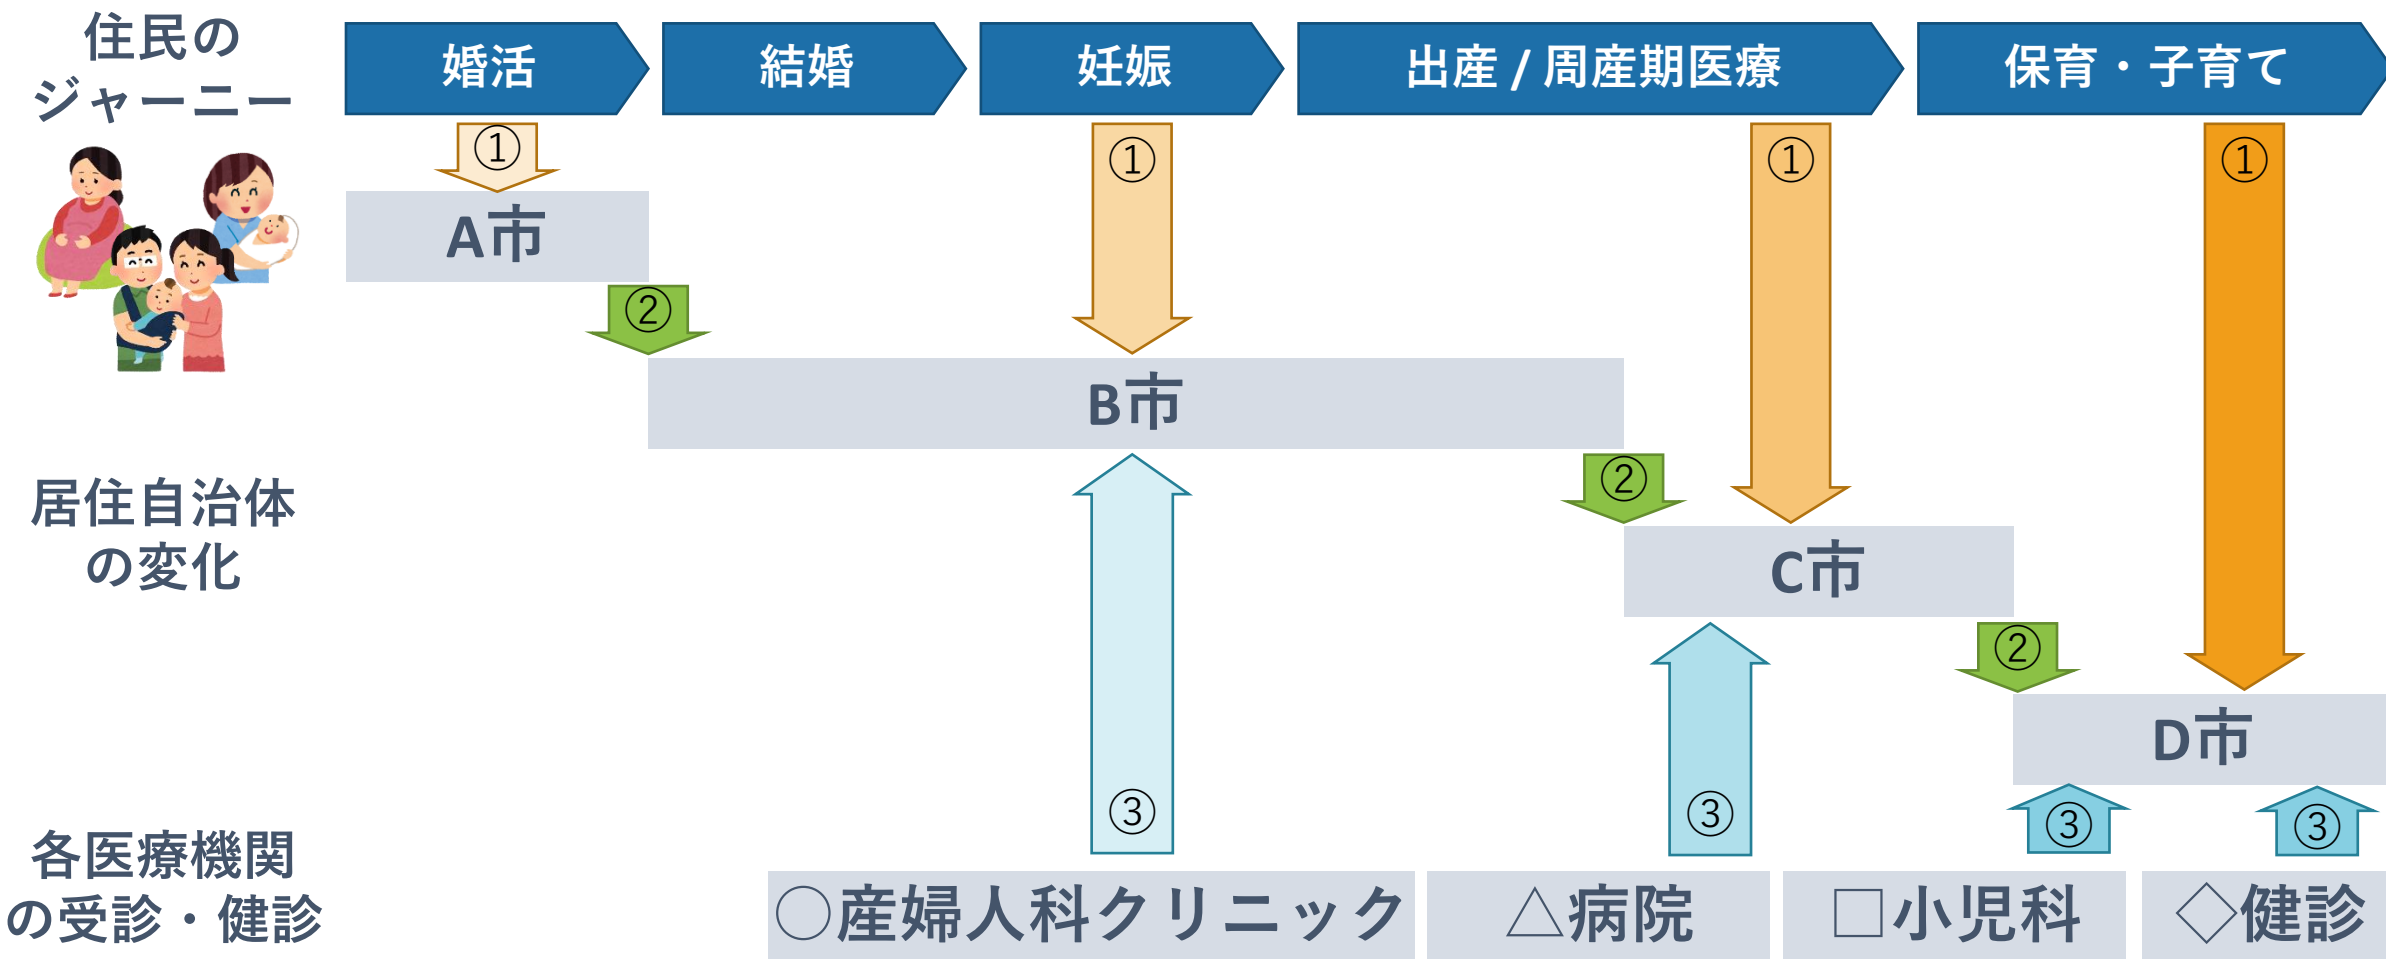 住民の
ジャーニー
婚活
結婚
妊娠
出産 / 周産期医療
保育・子育て
①
①
①
①
A市
②
B市
居住自治体
の変化
②
C市
②
D市
③
③
③
③
各医療機関
の受診・健診
○産婦人科クリニック
△病院
□小児科
◇健診